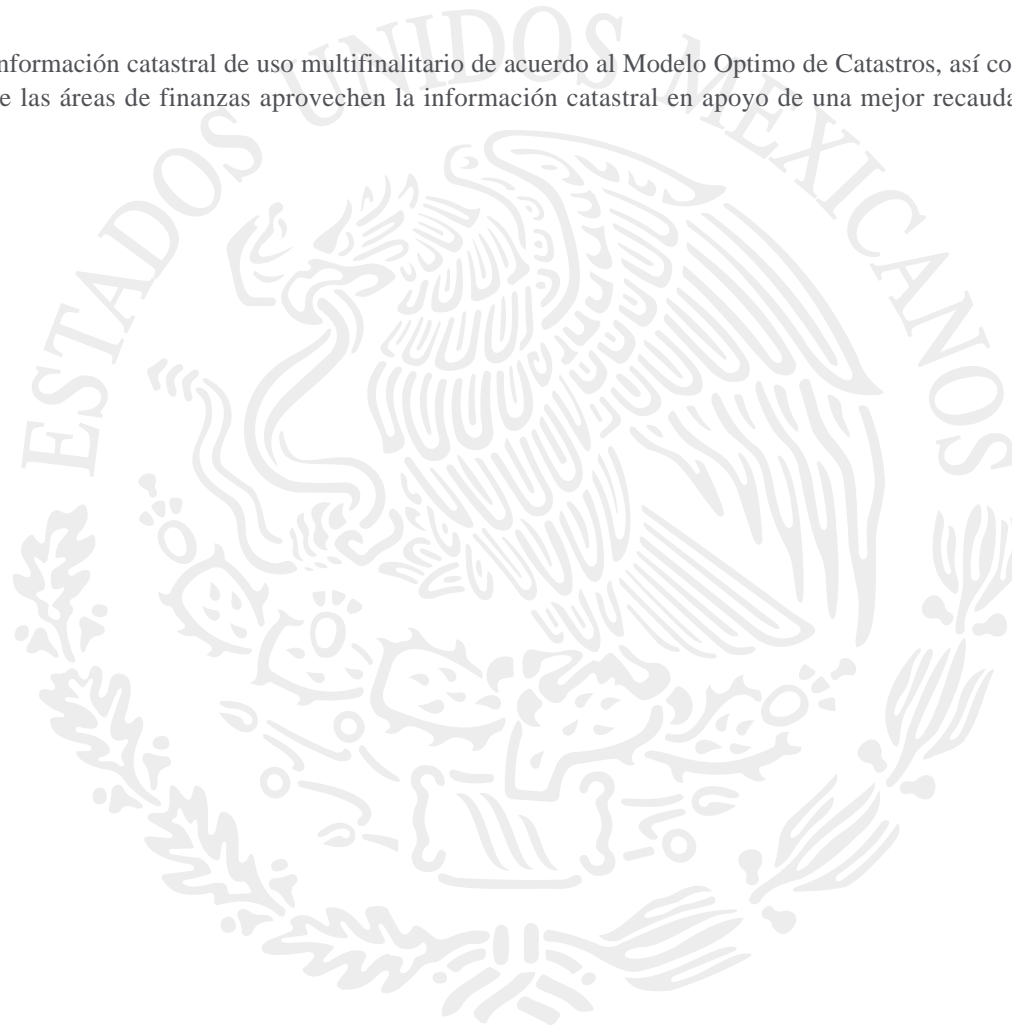 nformación catastral de uso multifinalitario de acuerdo al Modelo Optimo de Catastros, así co
e las áreas de finanzas aprovechen la información catastral en apoyo de una mejor recauda
ESTADOS UNIDOS MEXICANOS